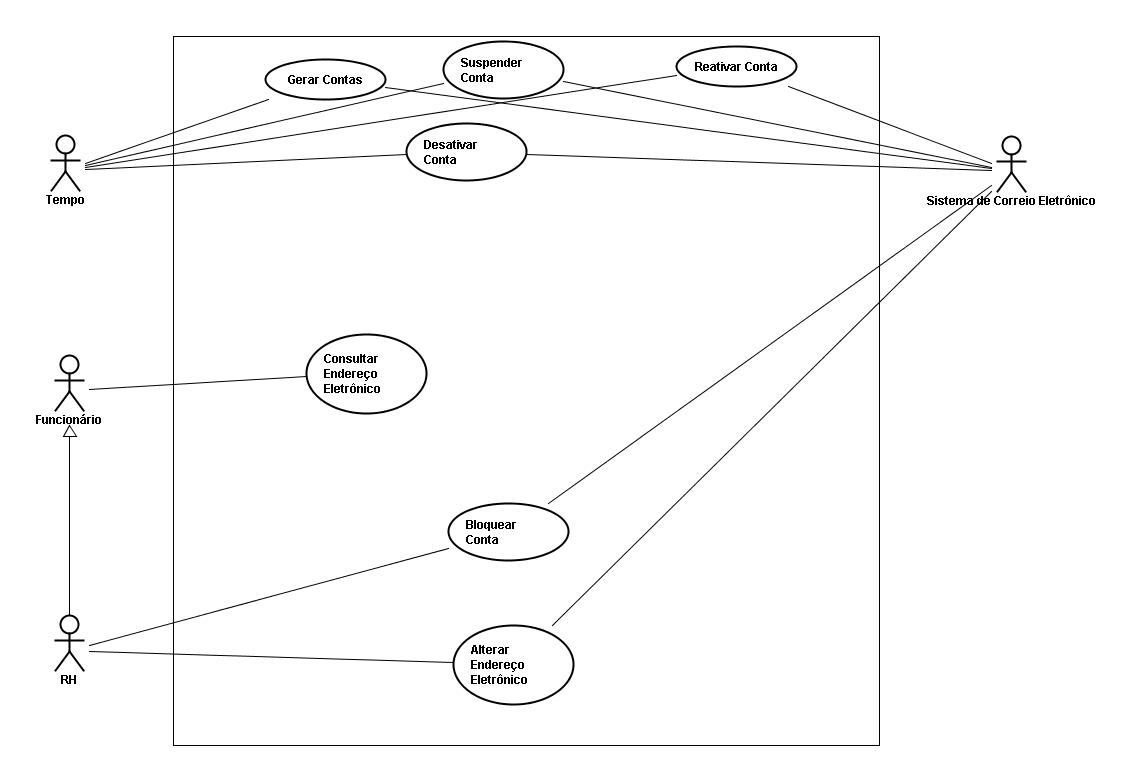 Gerar Contas
Suspender
Conta
Reativar Conta
Desativar
Conta
Tempo
Sistema de Correio Eletrônico
Consultar
Endereço
Eletrônico
Funcionário
Bloquear
Conta
Alterar
Endereço
Eletrônico
RH